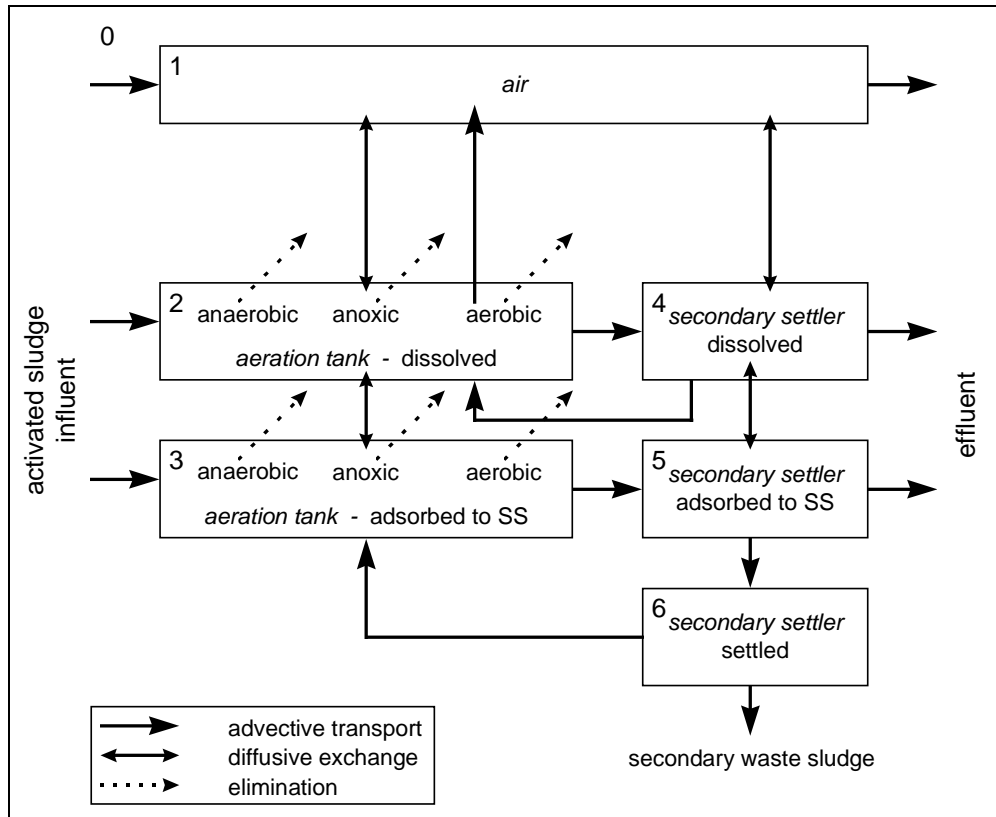 0
1
air
2
anaerobic anoxic aerobic
aeration tank - dissolved
4
secondary settler
dissolved
3
anaerobic anoxic aerobic
aeration tank - adsorbed to SS
5
secondary settler
adsorbed to SS
6
secondary settler
settled
secondary waste sludge
activated sludge
influent
effluent
advective transport
diffusive exchange
elimination